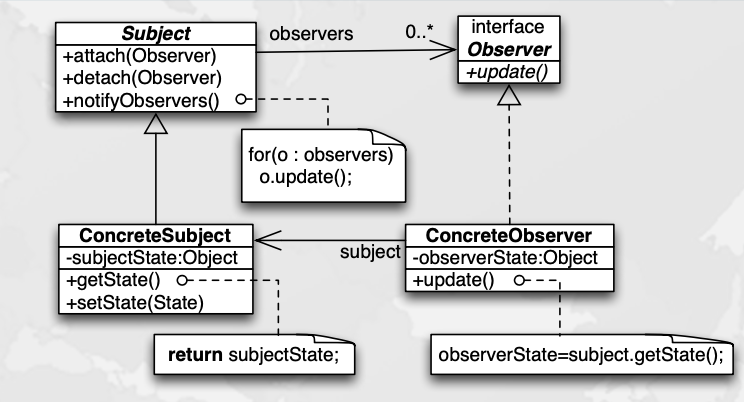 Subject
+attach(Observer)
+detach(Observer)
+notifyObservers()
observers
0..*
interface
Observer
+update()
for(o : observers)
o.update();
ConcreteSubject
-subjectState:Object
+getState()
+setState(State)
subject
ConcreteObserver
-observerState:Object
+update()
return subjectState;
observerState=subject.getState();